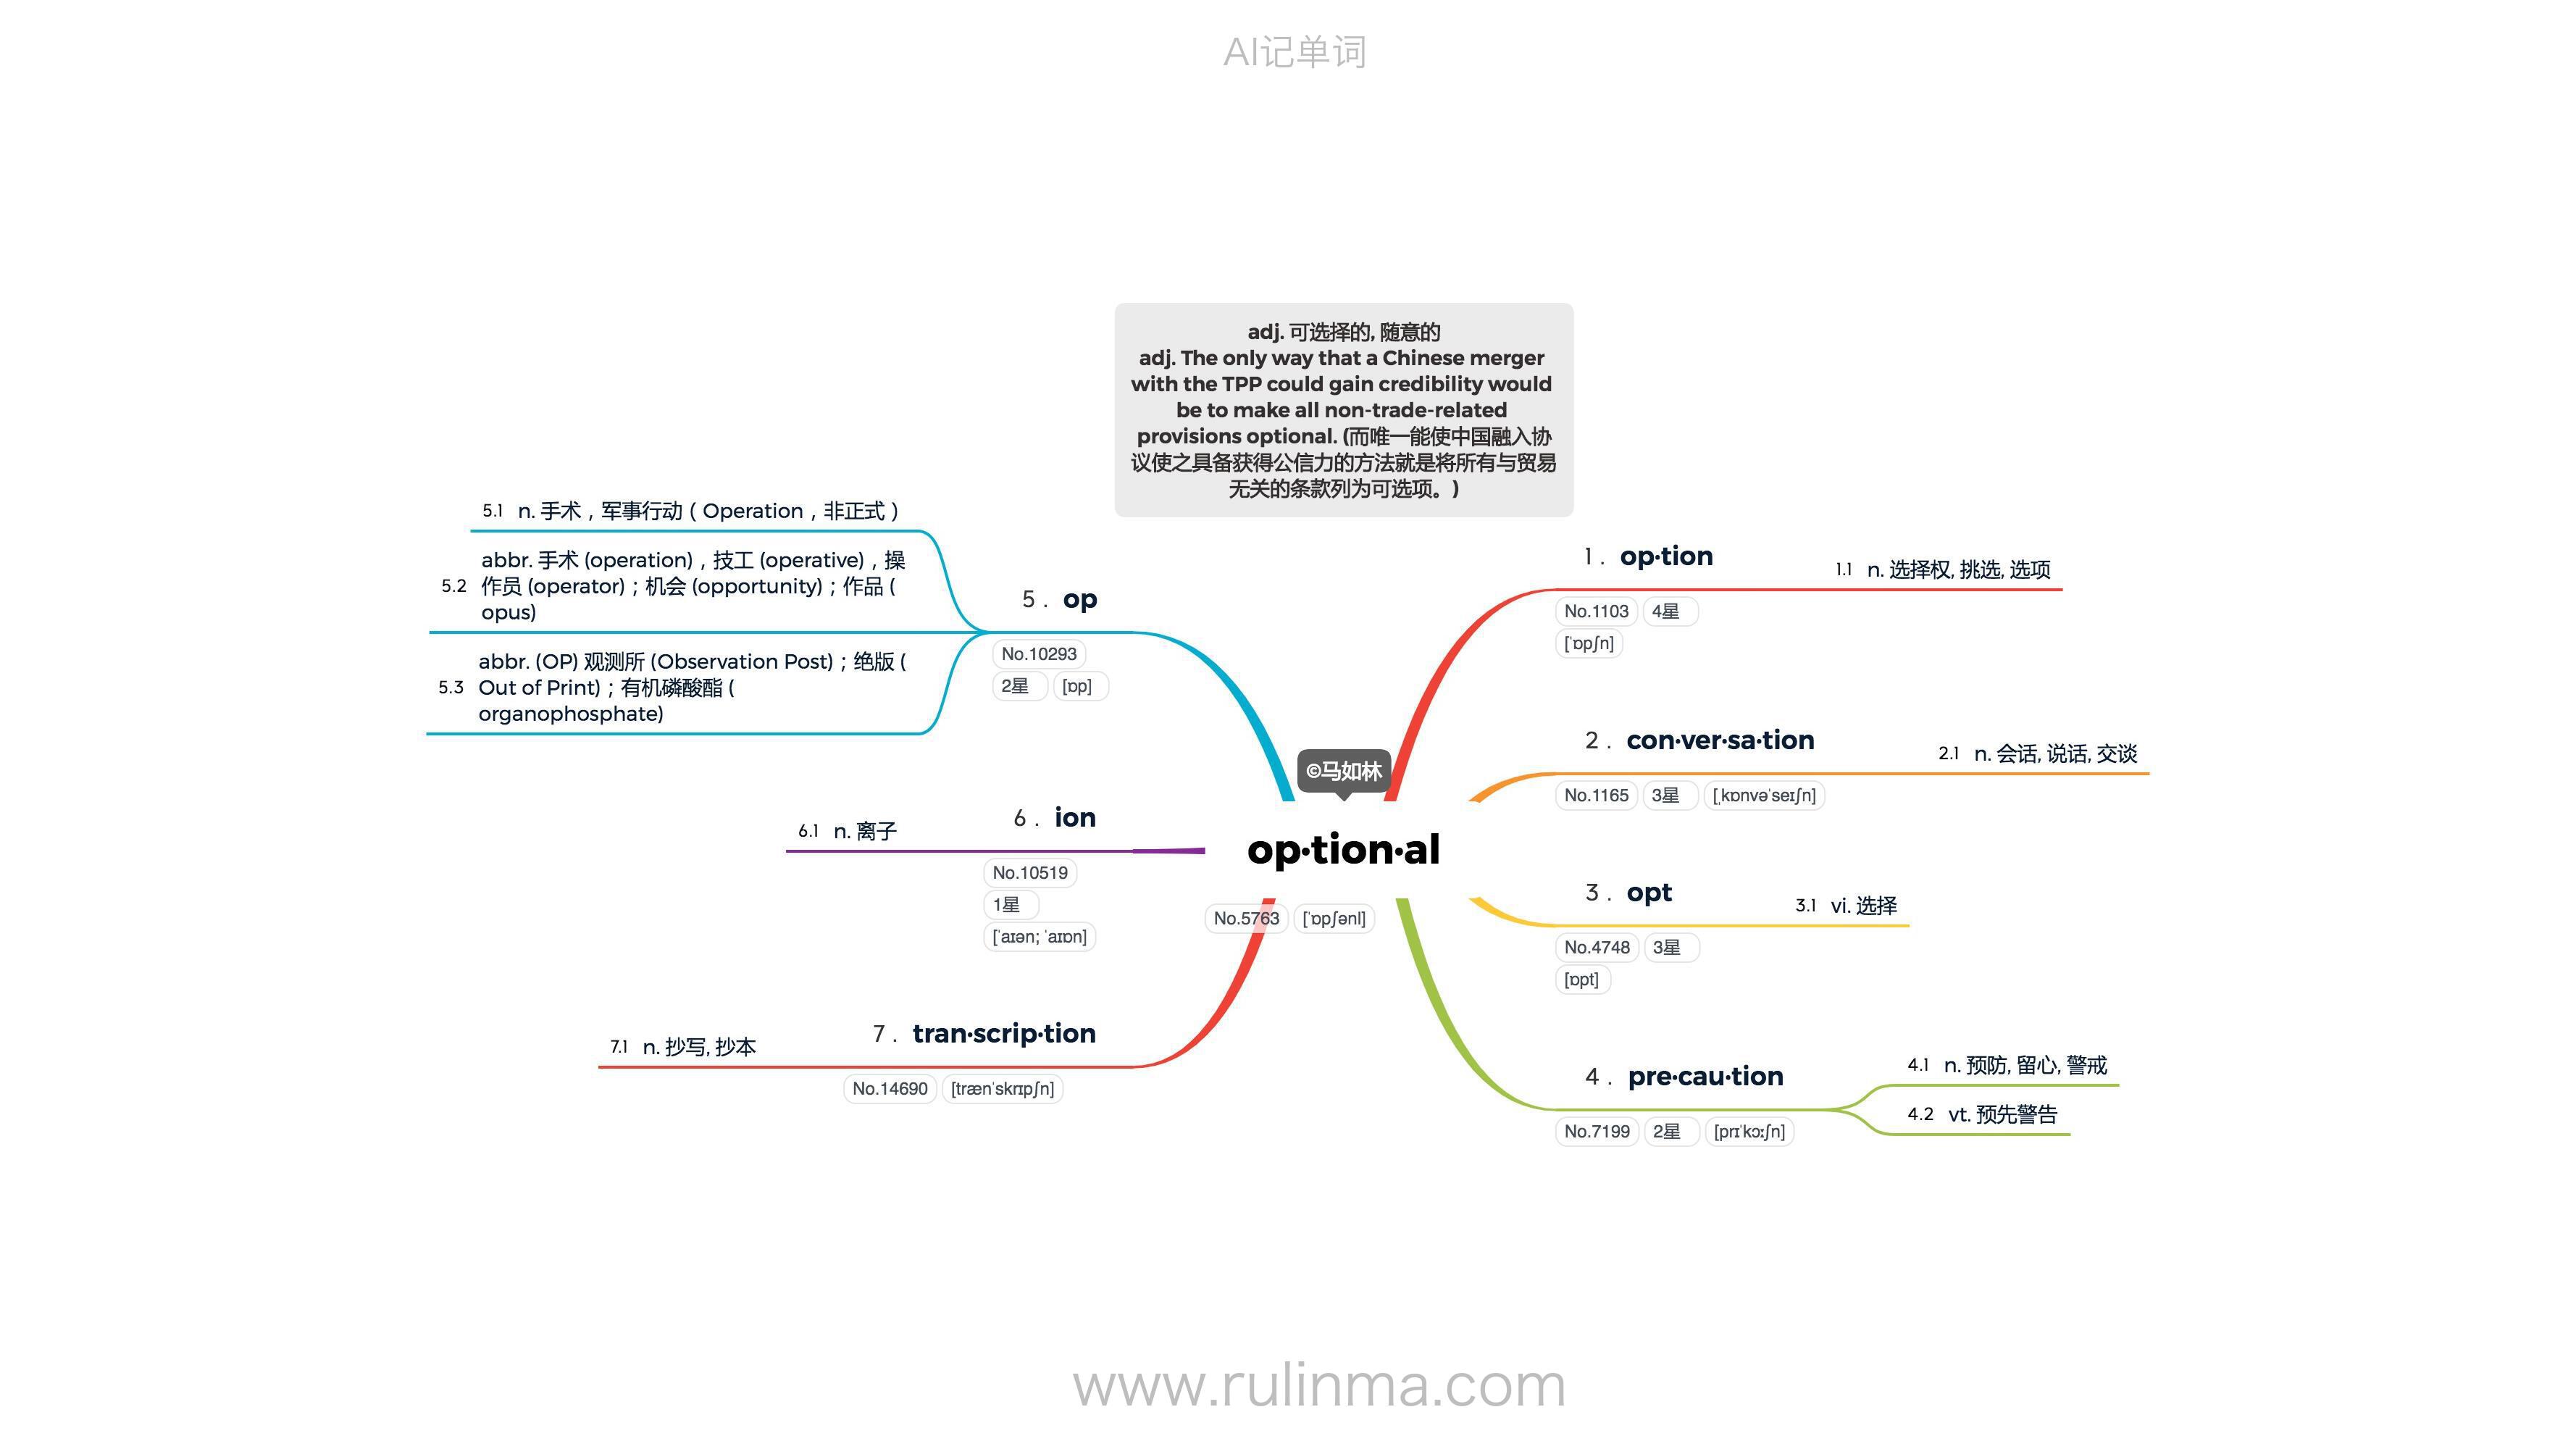 AI记单词
adj. 可选择的, 随意的
adj. The only way that a Chinese merger
with the TPP could gain credibility would
be to make all non-trade-related
provisions optional. (而唯一能使中国融入协
议使之具备获得公信力的方法就是将所有与贸易
无关的条款列为可选项。)
©马如林
op·tion·al
No.5763 [ˈɒpʃənl]
1 . op·tion
No.1103 4星
[ˈɒpʃn]
1.1 n. 选择权, 挑选, 选项
2 . con·ver·sa·tion
No.1165 3星 [ˌkɒnvəˈseɪʃn]
2.1 n. 会话, 说话, 交谈
3 . opt
No.4748 3星
[ɒpt]
3.1 vi. 选择
4 . pre·cau·tion
No.7199 2星 [prɪˈkɔːʃn]
4.1 n. 预防, 留心, 警戒
4.2 vt. 预先警告
5 . op
No.10293
2星 [ɒp]
5.1 n. 手术，军事行动（Operation，非正式）
5.2 abbr. 手术 (operation)，技工 (operative)，操
作员 (operator)；机会 (opportunity)；作品 (
opus)
5.3 abbr. (OP) 观测所 (Observation Post)；绝版 (
Out of Print)；有机磷酸酯 (
organophosphate)
6 . ion
No.10519
1星
[ˈaɪən; ˈaɪɒn]
6.1 n. 离子
7 . tran·scrip·tion
No.14690 [trænˈskrɪpʃn]
7.1 n. 抄写, 抄本
www.rulinma.com